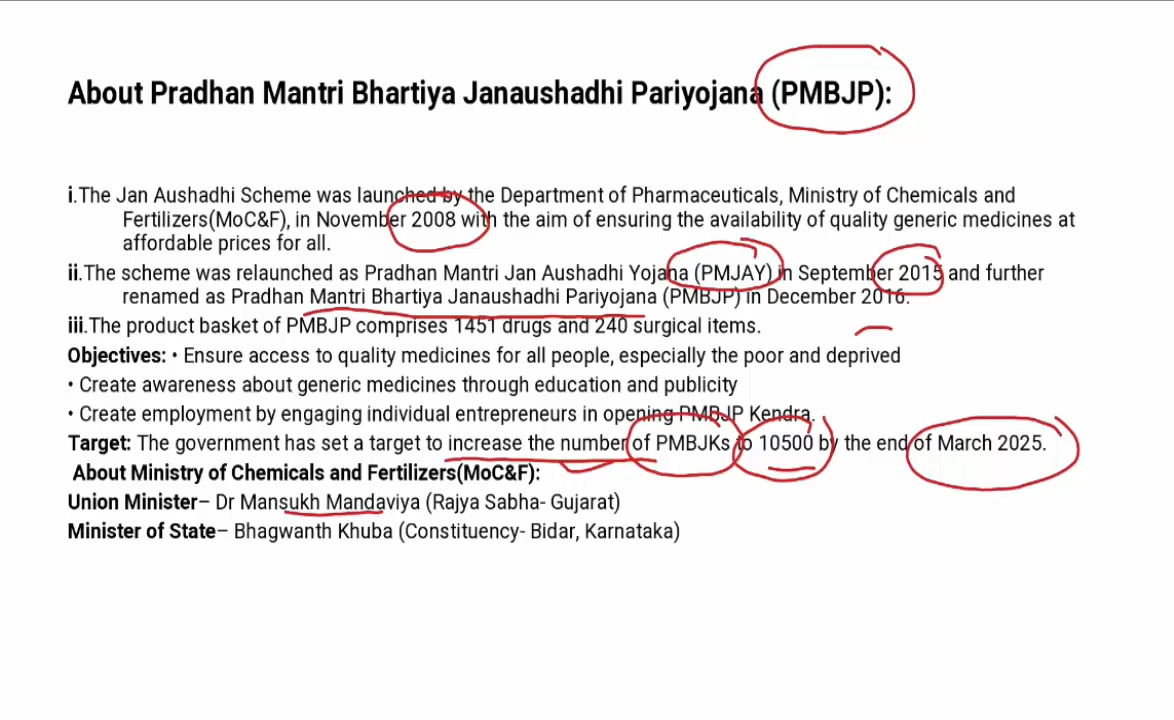 About Pradhan Mantri Bhartiya Janaushadhi Pariyojana (PMBJP):
i.The Jan Aushadhi Scheme was launched by the Department of Pharmaceuticals, Ministry of Chemicals and
Fertilizers(MoC&F), in November 2008 with the aim of ensuring the availability of quality generic medicines at
affordable prices for all.
ii.The scheme was relaunched as Pradhan Mantri Jan Aushadhi Yojana (PMJAY) in September 2015 and further
renamed as Pradhan Mantri Bhartiya Janaushadhi Pariyojana (PMBJP) in December 2016.
iii.The product basket of PMBJP comprises 1451 drugs and 240 surgical items.
Objectives: • Ensure access to quality medicines for all people, especially the poor and deprived
• Create awareness about generic medicines through education and publicity
• Create employment by engaging individual entrepreneurs in opening PMBJP Kendra.
Target: The government has set a target to increase the number of PMBJKs to 10500 by the end of March 2025.
About Ministry of Chemicals and Fertilizers(MoC&F):
Union Minister– Dr Mansukh Mandaviya (Rajya Sabha- Gujarat)
Minister of State– Bhagwanth Khuba (Constituency- Bidar, Karnataka)